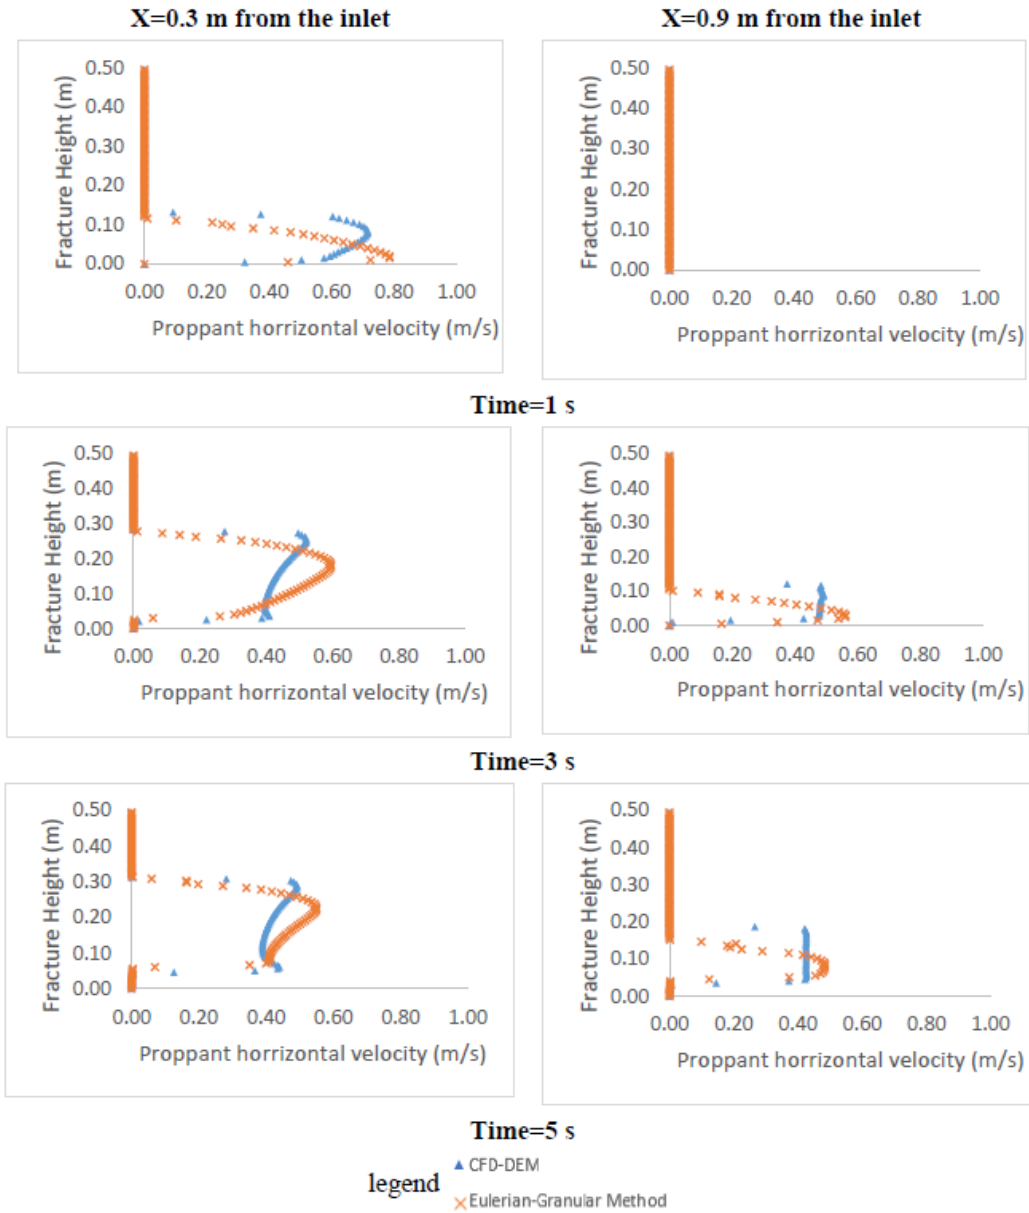 X=0.3 m from the inlet
X=0.9 m from the inlet
Fracture Height (m)
0.50
0.40
0.30
0.20
0.10
0.00
0.00 0.20 0.40 0.60 0.80 1.00
Proppant horrizontal velocity (m/s)
Fracture Height (m)
0.50
0.40
0.30
0.20
0.10
0.00
0.00 0.20 0.40 0.60 0.80 1.00
Proppant horrizontal velocity (m/s)
Time=1 s
Fracture Height (m)
0.50
0.40
0.30
0.20
0.10
0.00
0.00 0.20 0.40 0.60 0.80 1.00
Proppant horrizontal velocity (m/s)
Fracture Height (m)
0.50
0.40
0.30
0.20
0.10
0.00
0.00 0.20 0.40 0.60 0.80 1.00
Proppant horrizontal velocity (m/s)
Time=3 s
Fracture Height (m)
0.50
0.40
0.30
0.20
0.10
0.00
0.00 0.20 0.40 0.60 0.80 1.00
Proppant horrizontal velocity (m/s)
Fracture Height (m)
0.50
0.40
0.30
0.20
0.10
0.00
0.00 0.20 0.40 0.60 0.80 1.00
Proppant horrizontal velocity (m/s)
Time=5 s
legend
CFD-DEM
Eulerian-Granular Method